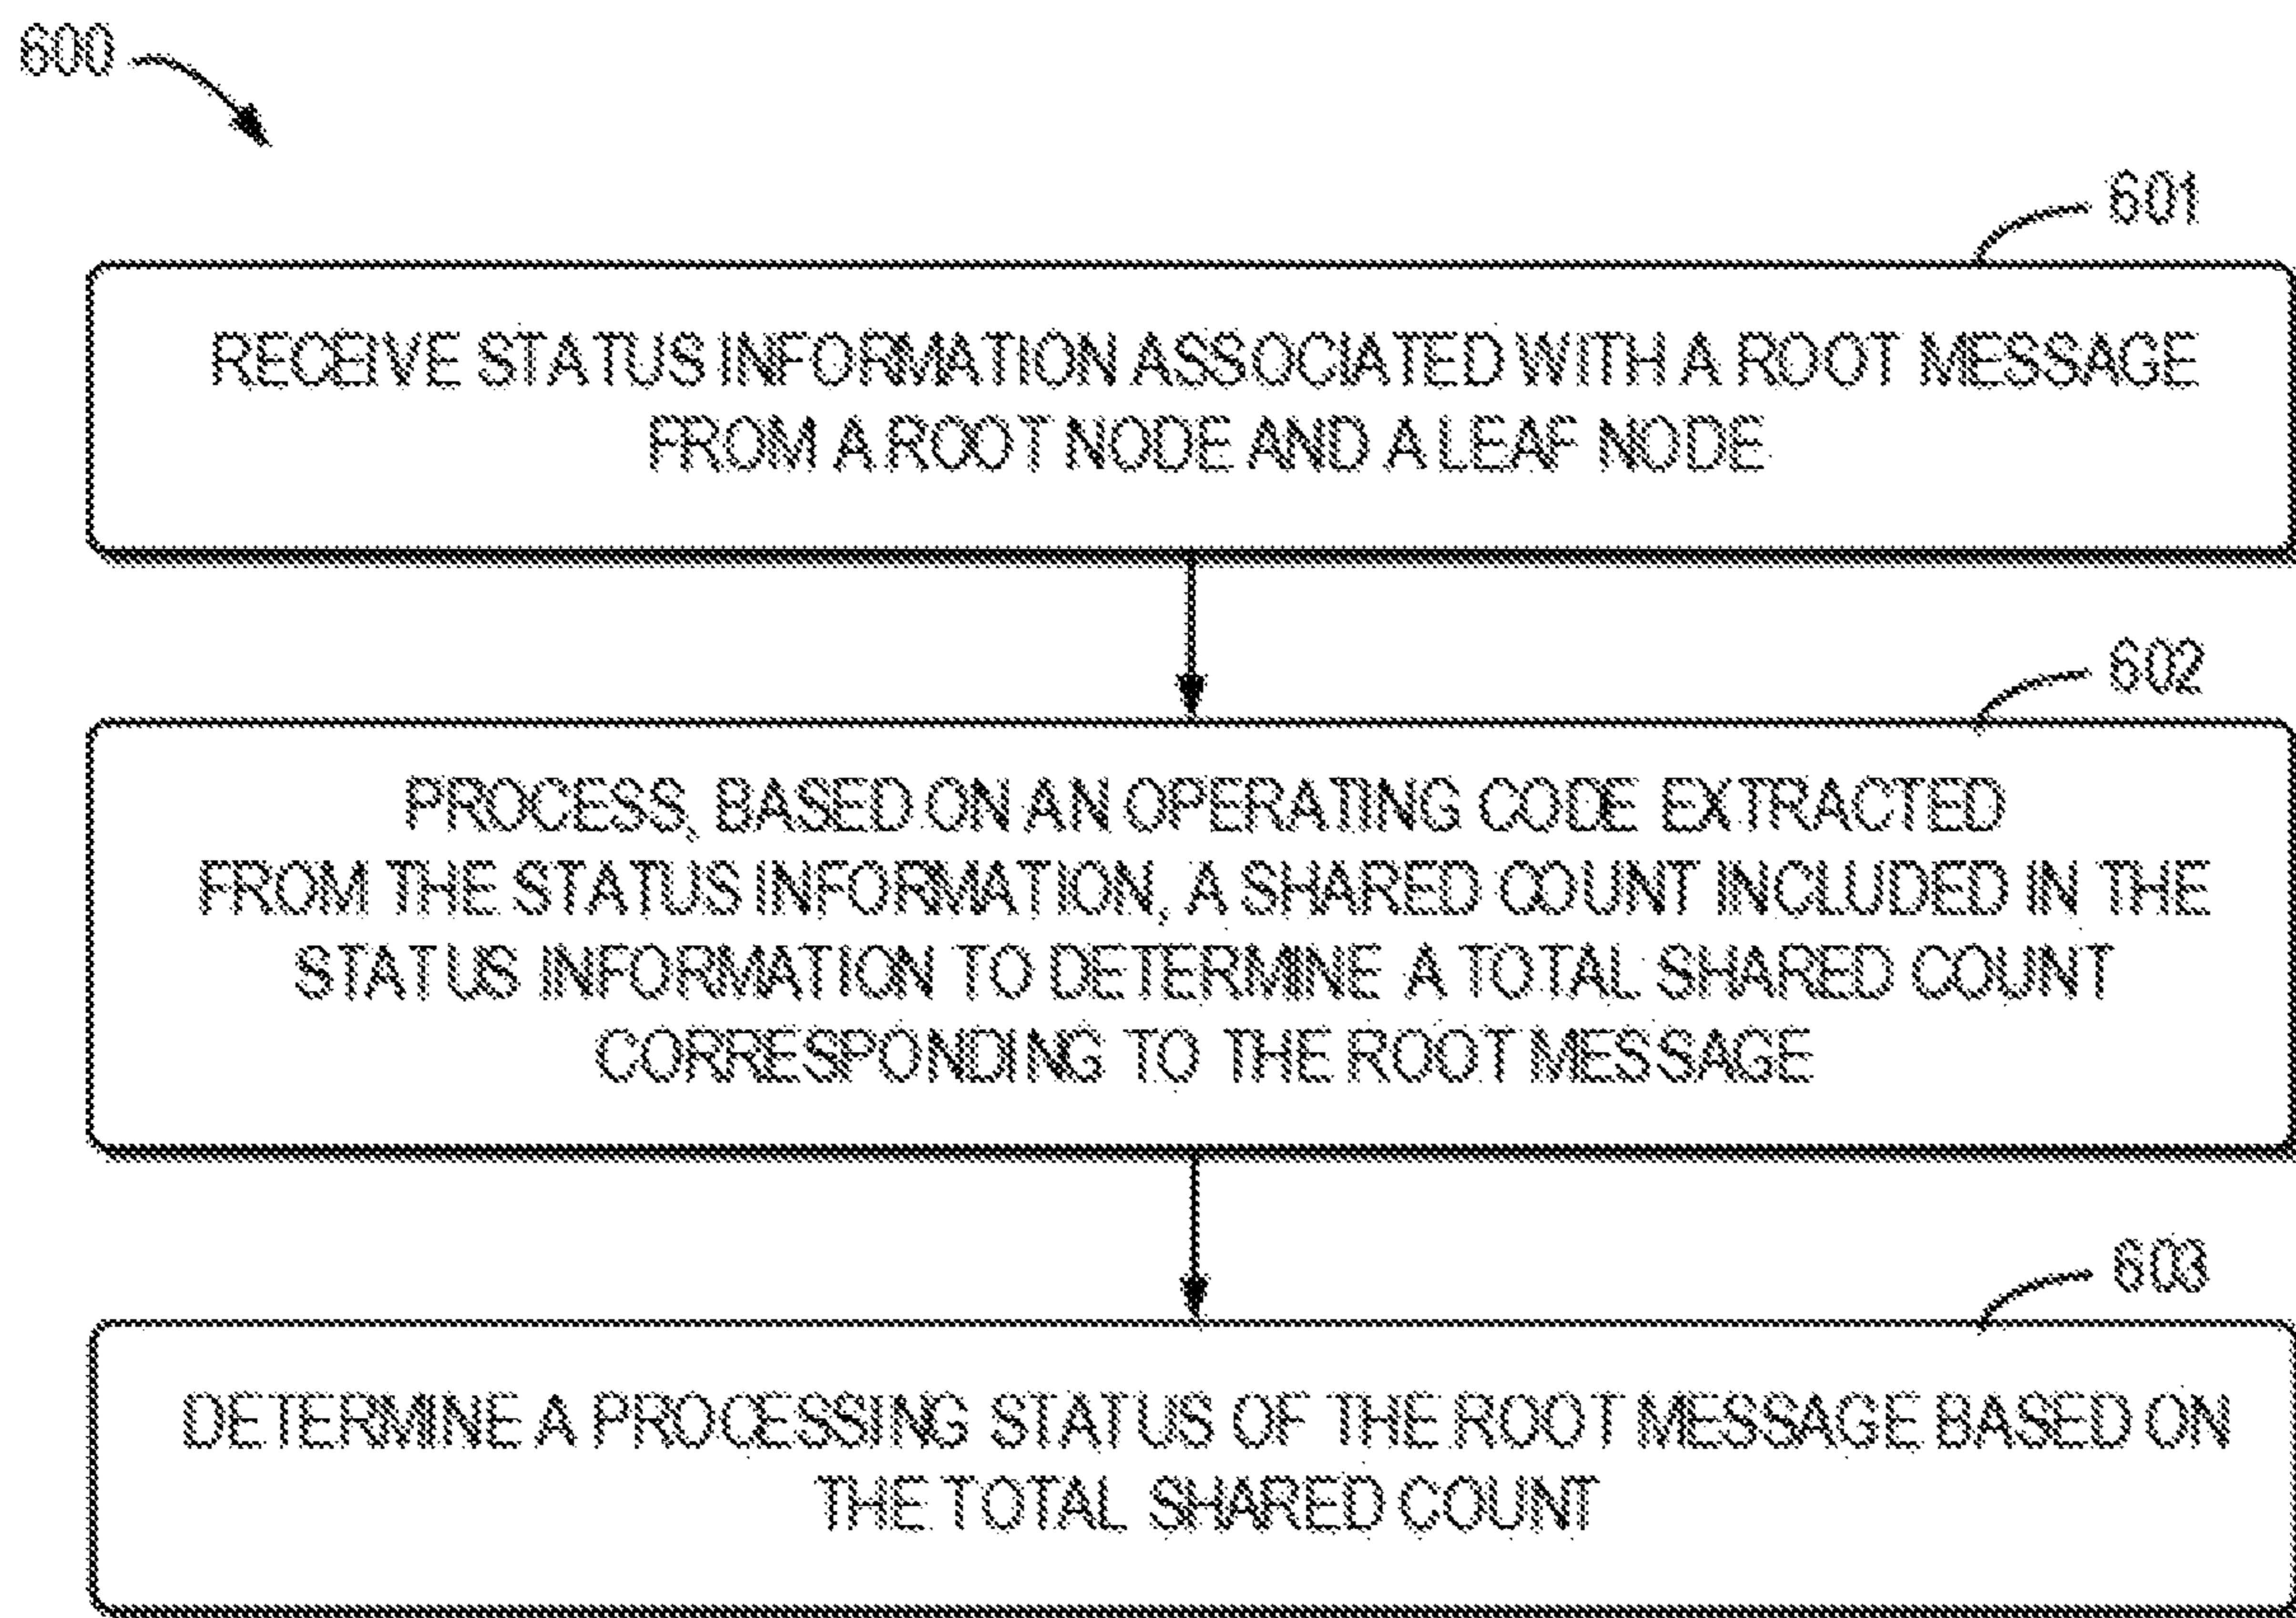 600
601
RECEIVE STATUS INFORMATION ASSOCIATED WITH A ROOT MESSAGE
FROM A ROOT NODE AND A LEAF NODE
602
PROCESS, BASED ON AN OPERATING CODE EXTRACTED
FROM THE STATUS INFORMATION, A SHARED COUNT INCLUDED IN THE
STATUS INFORMATION TO DETERMINE A TOTAL SHARED COUNT
CORRESPONDING TO THE ROOT MESSAGE
603
DETERMINE A PROCESSING STATUS OF THE ROOT MESSAGE BASED ON
THE TOTAL SHARED COUNT